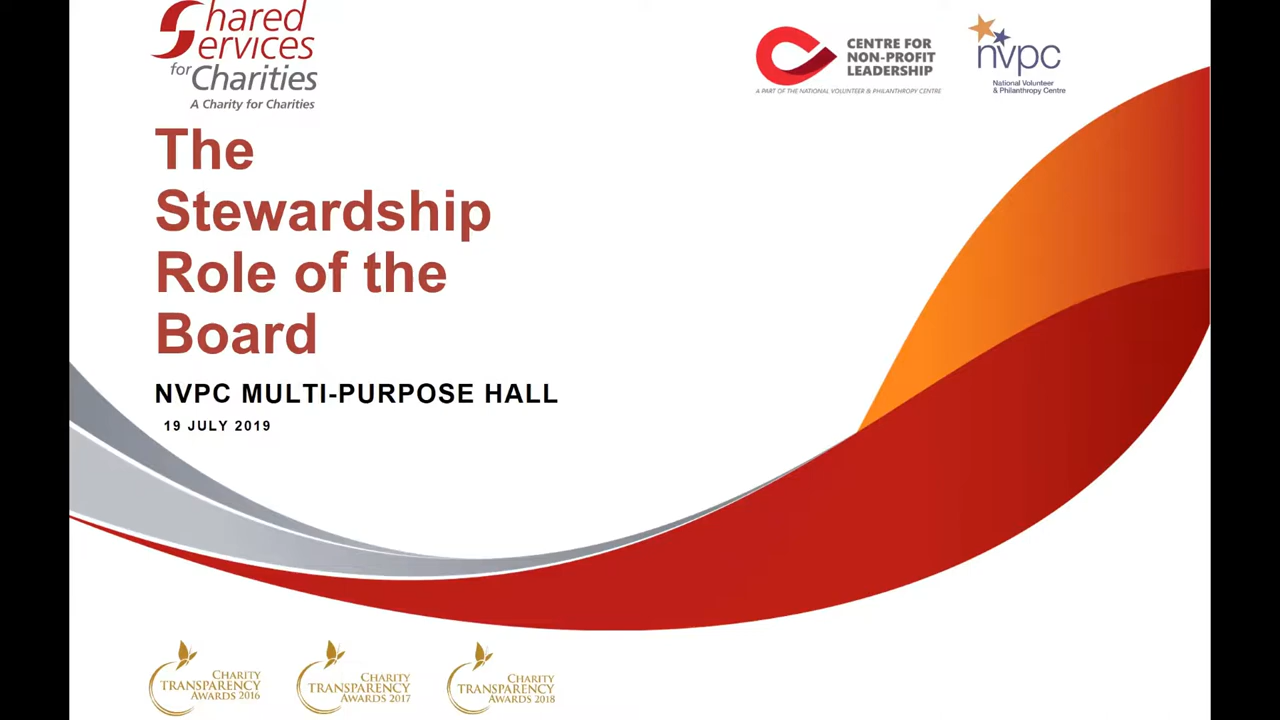 Shared
Services
for Charities
A Charity for Charities
CENTRE FOR
NON-PROFIT
LEADERSHIP
A PART OF THE NATIONAL VOLUNTEER & PHILANTHROPY CENTRE
nvpc
National Volunteer
& Philanthropy Centre
The
Stewardship
Role of the
Board
NVPC MULTI-PURPOSE HALL
19 JULY 2019
CHARITY
TRANSPARENCY
AWARDS 2016
CHARITY
TRANSPARENCY
AWARDS 2017
CHARITY
TRANSPARENCY
AWARDS 2018